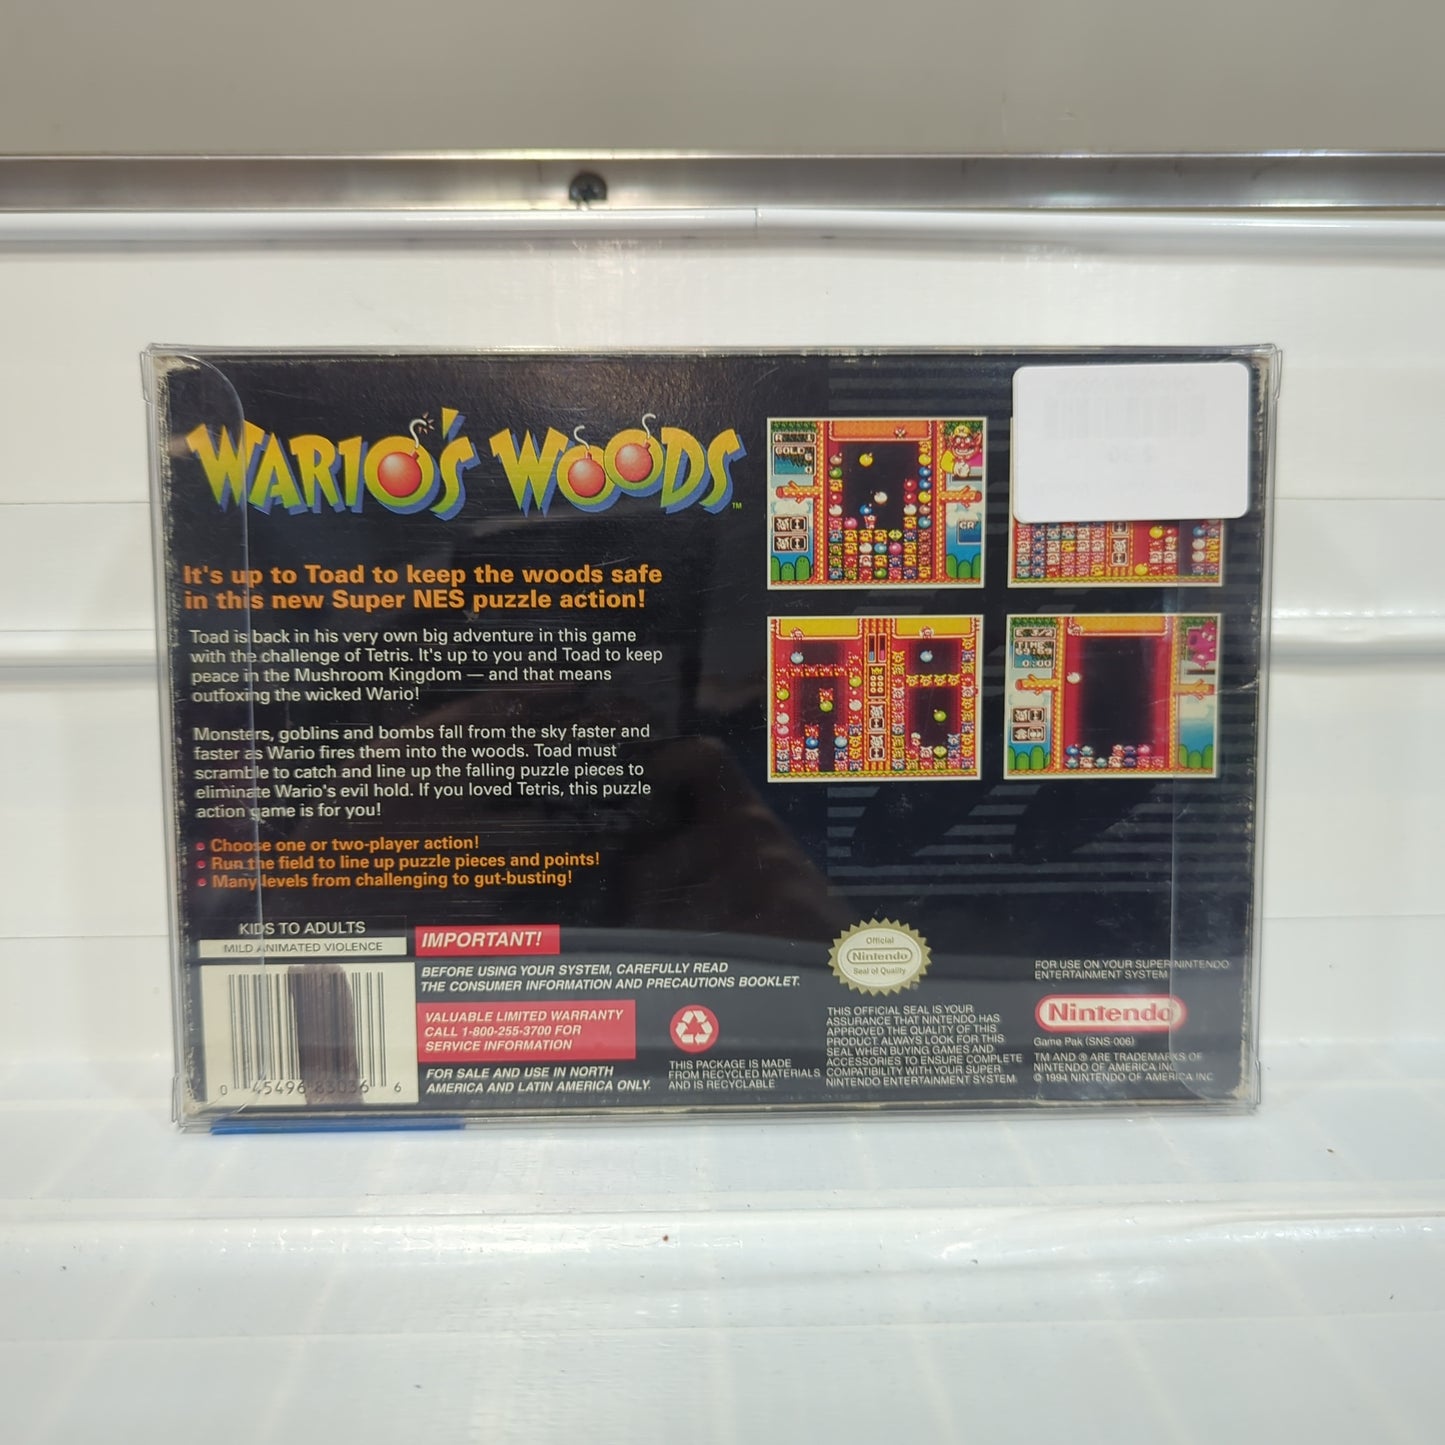 WARIO'S WOODS™
It's up to Toad to keep the woods safe
in this new Super NES puzzle action!
Toad is back in his very own big adventure in this game
with the challenge of Tetris. It's up to you and Toad to keep
peace in the Mushroom Kingdom — and that means
outfoxing the wicked Wario!
Monsters, goblins and bombs fall from the sky faster and
faster as Wario fires them into the woods. Toad must
scramble to catch and line up the falling puzzle pieces to
eliminate Wario's evil hold. If you loved Tetris, this puzzle
action game is for you!
• Choose one or two-player action!
• Run the field to line up puzzle pieces and points!
• Many levels from challenging to gut-busting!
GOLD
KIDS TO ADULTS
MILD ANIMATED VIOLENCE
0 45496 83036 6
IMPORTANT!
BEFORE USING YOUR SYSTEM, CAREFULLY READ
THE CONSUMER INFORMATION AND PRECAUTIONS BOOKLET.
VALUABLE LIMITED WARRANTY
CALL 1-800-255-3700 FOR
SERVICE INFORMATION
FOR SALE AND USE IN NORTH
AMERICA AND LATIN AMERICA ONLY.
THIS PACKAGE IS MADE
FROM RECYCLED MATERIALS
AND IS RECYCLABLE
Official
Nintendo
Seal of Quality
THIS OFFICIAL SEAL IS YOUR
ASSURANCE THAT NINTENDO HAS
APPROVED THE QUALITY OF THIS
PRODUCT. ALWAYS LOOK FOR THIS
SEAL WHEN BUYING GAMES AND
ACCESSORIES TO ENSURE COMPLETE
COMPATIBILITY WITH YOUR SUPER
NINTENDO ENTERTAINMENT SYSTEM.
FOR USE ON YOUR SUPER NINTENDO
ENTERTAINMENT SYSTEM
Nintendo
Game Pak (SNS-006)
TM AND ® ARE TRADEMARKS OF
NINTENDO OF AMERICA INC
© 1994 NINTENDO OF AMERICA INC